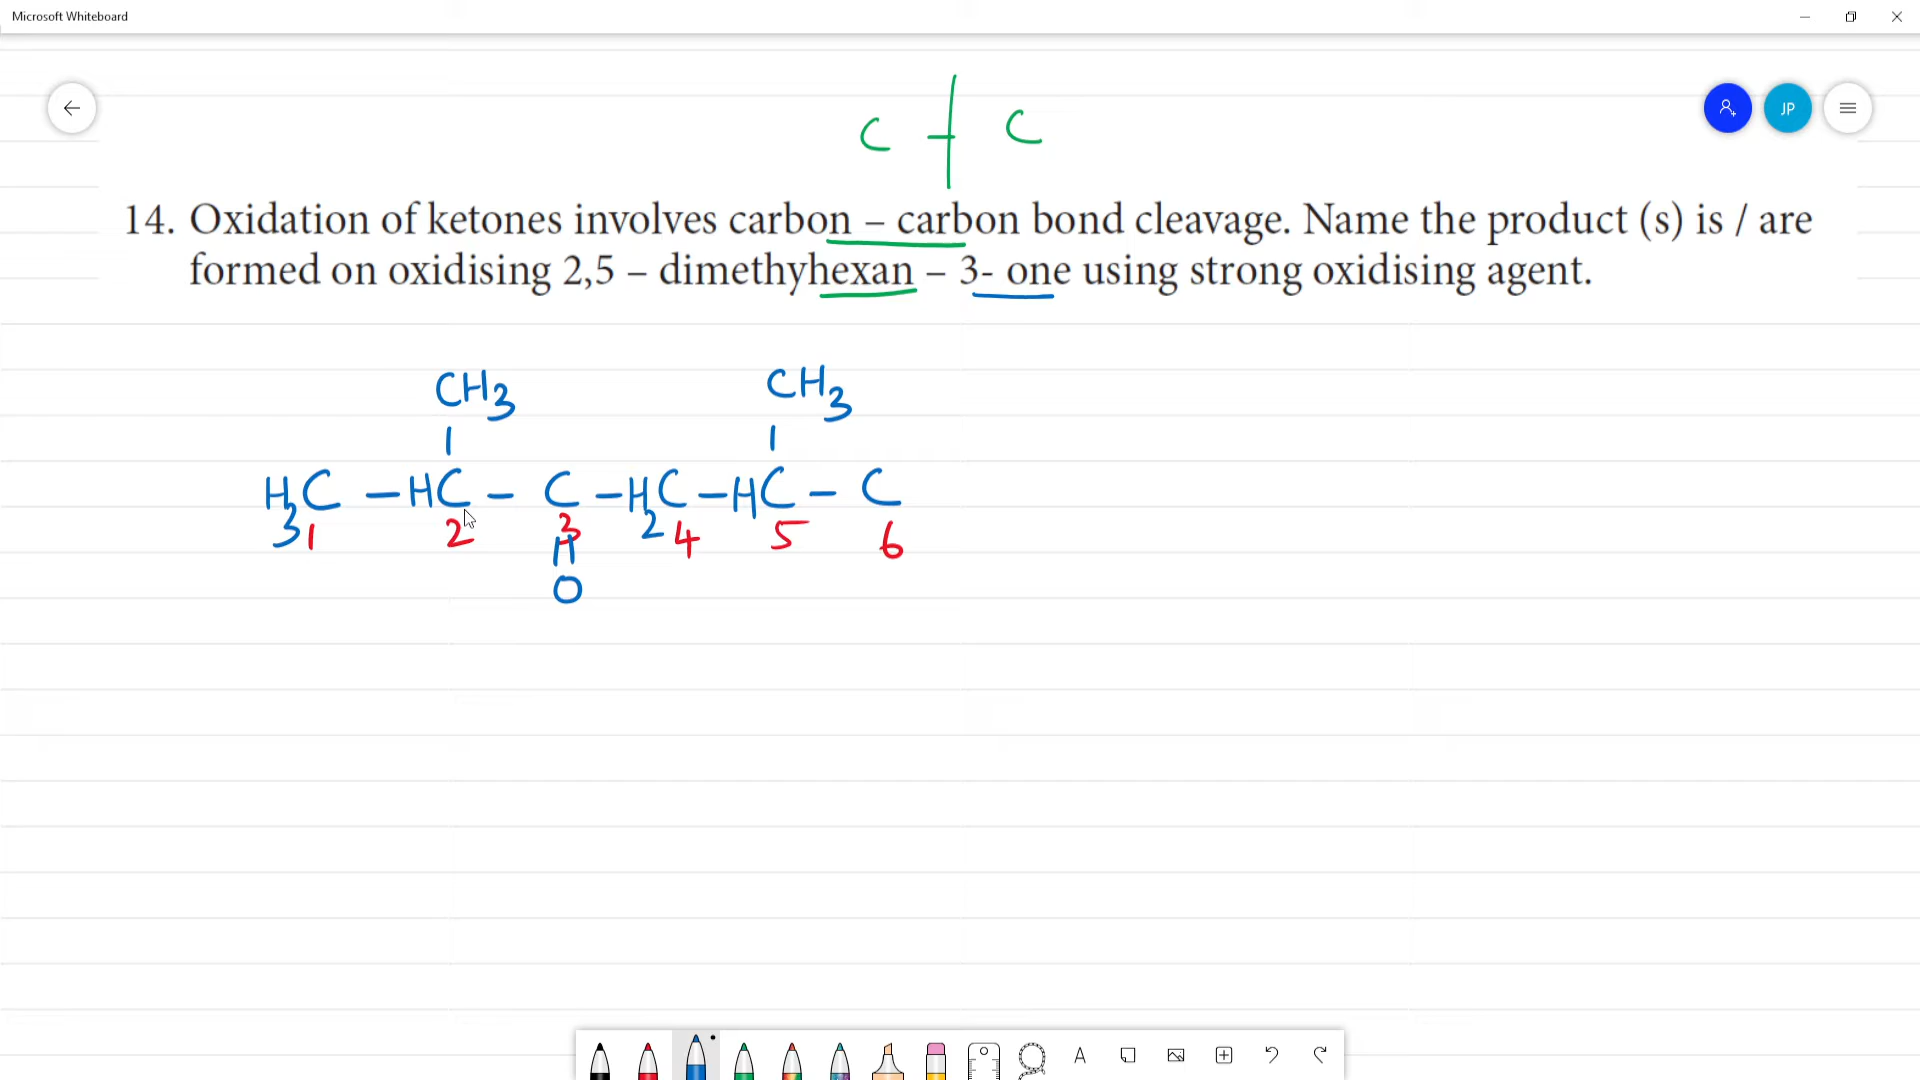 Microsoft Whiteboard
C - C
JP
14. Oxidation of ketones involves carbon – carbon bond cleavage. Name the product (s) is / are
formed on oxidising 2,5 – dimethyhexan – 3- one using strong oxidising agent.
CH3 CH3
H3C – HC – C – H2C – HC – C
1 2 3 4 5 6
O
A